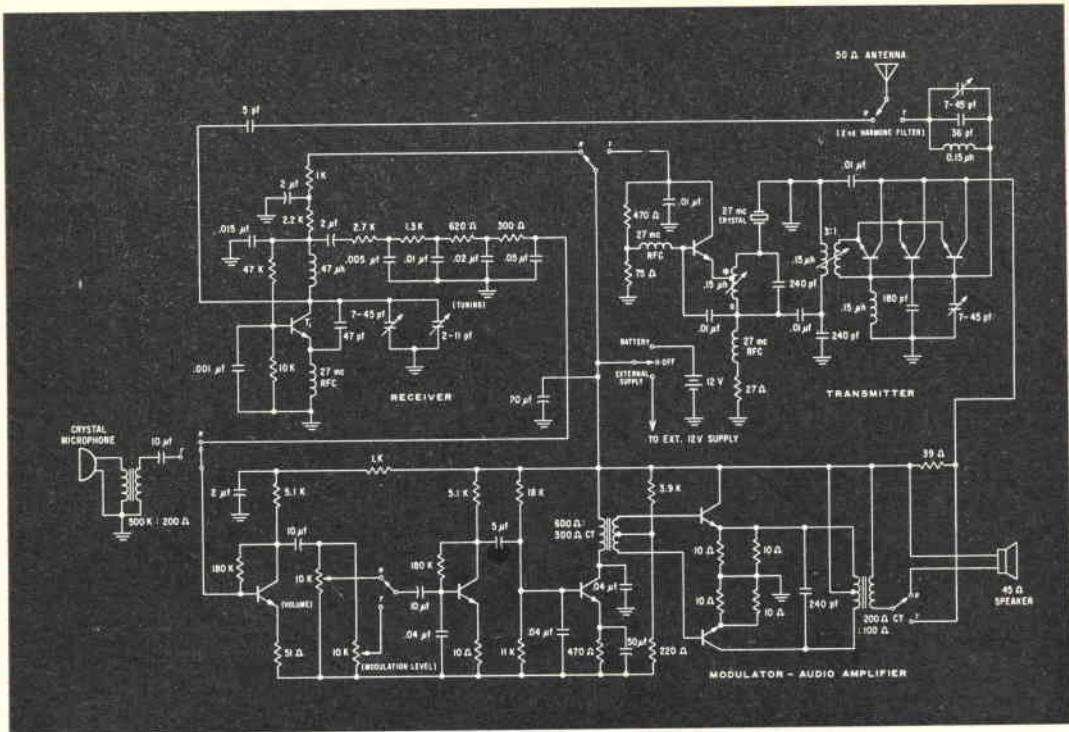 50 Ω ANTENNA
R
T
7-45 pf
36 pf
0.15 µh
(2nd HARMONIC FILTER)
5 pf
R
T
1K
2 µf
2.2 K
2 µf
2.7 K
1.3 K
620 Ω
300 Ω
.015 µf
.005 µf
.01 µf
.02 µf
.05 µf
47 K
.47 µh
(TUNING)
7-45 pf
2-11 pf
T1
47 pf
.001 µf
10 K
27 mc
RFC
RECEIVER
.01 µf
470 Ω
27 mc
RFC
75 Ω
.01 µf
27 mc
CRYSTAL
.15 µh
240 pf
.01 µf
27 mc
RFC
27 Ω
.01 µf
3:1
.15 µh
240 pf
.15 µh
180 pf
7-45 pf
TRANSMITTER
BATTERY
OFF
EXTERNAL
SUPPLY
12 V
TO EXT. 12V SUPPLY
70 µf
CRYSTAL
MICROPHONE
10 µf
T
R
500 K : 200 Ω
1K
2 µf
5.1 K
10 µf
180 K
10 K
(VOLUME)
51 Ω
10 K
(MODULATION LEVEL)
R
T
10 µf
180 K
.04 µf
5.1 K
5 µf
18 K
10 Ω
11 K
.04 µf
600 Ω :
300 Ω CT
.04 µf
470 Ω
50 µf
3.9 K
220 Ω
10 Ω
10 Ω
10 Ω
10 Ω
240 pf
200 Ω CT
: 100 Ω
R
T
39 Ω
45 Ω
SPEAKER
MODULATOR - AUDIO AMPLIFIER